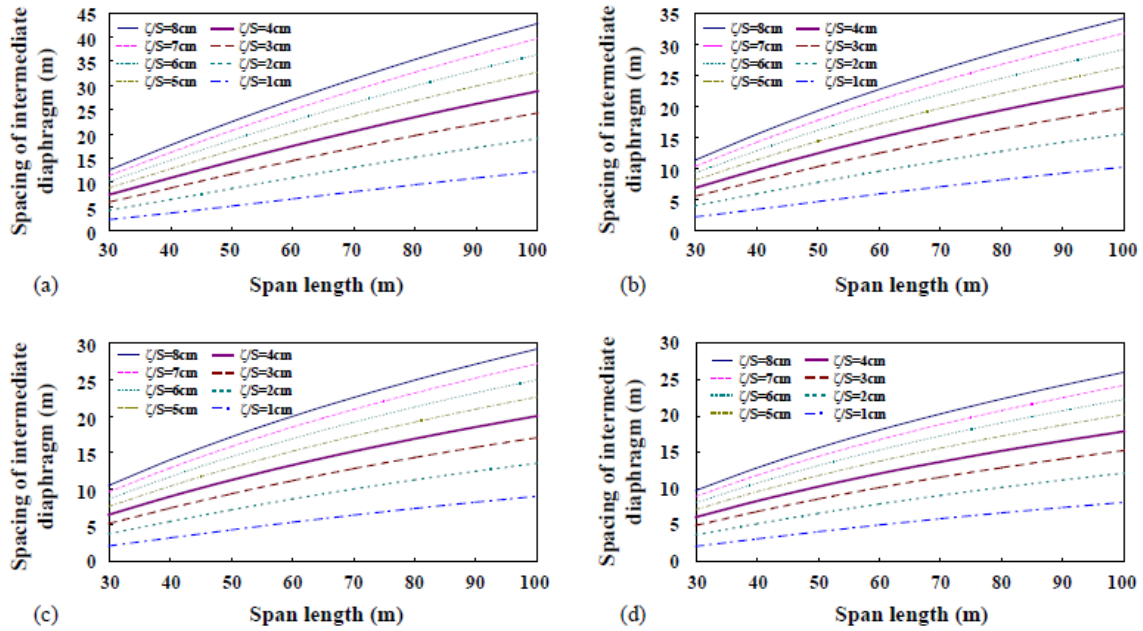 Spacing of intermediate
diaphragm (m)
45
40
35
30
25
20
15
10
5
0
ζ/S=8cm ζ/S=4cm
ζ/S=7cm ζ/S=3cm
ζ/S=6cm ζ/S=2cm
ζ/S=5cm ζ/S=1cm
30 40 50 60 70 80 90 100
(a) Span length (m)
Spacing of intermediate
diaphragm (m)
35
30
25
20
15
10
5
0
ζ/S=8cm ζ/S=4cm
ζ/S=7cm ζ/S=3cm
ζ/S=6cm ζ/S=2cm
ζ/S=5cm ζ/S=1cm
30 40 50 60 70 80 90 100
(b) Span length (m)
Spacing of intermediate
diaphragm (m)
30
25
20
15
10
5
0
ζ/S=8cm ζ/S=4cm
ζ/S=7cm ζ/S=3cm
ζ/S=6cm ζ/S=2cm
ζ/S=5cm ζ/S=1cm
30 40 50 60 70 80 90 100
(c) Span length (m)
Spacing of intermediate
diaphragm (m)
30
25
20
15
10
5
0
ζ/S=8cm ζ/S=4cm
ζ/S=7cm ζ/S=3cm
ζ/S=6cm ζ/S=2cm
ζ/S=5cm ζ/S=1cm
30 40 50 60 70 80 90 100
(d) Span length (m)